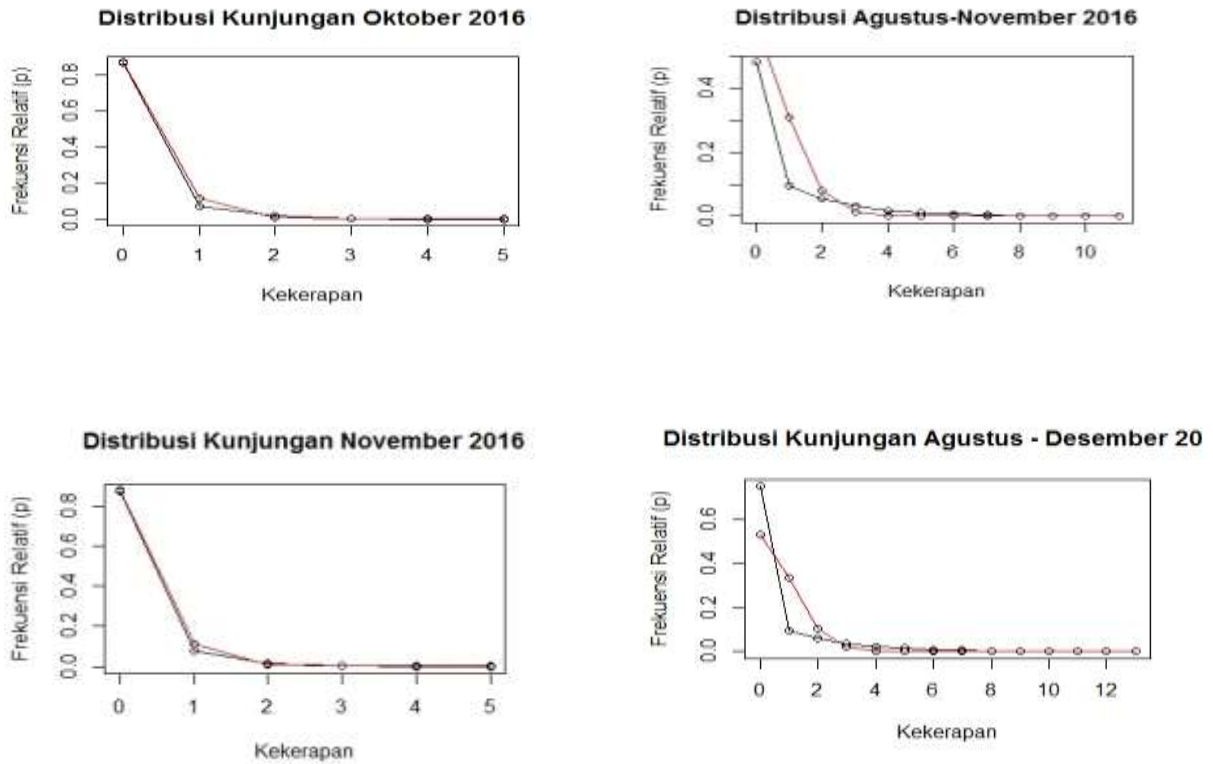 Distribusi Kunjungan Oktober 2016
Frekuensi Relatif (p)
0.8
0.6
0.4
0.2
0.0
0 1 2 3 4 5
Kekerapan
Distribusi Agustus-November 2016
Frekuensi Relatif (p)
0.4
0.2
0.0
0 2 4 6 8 10
Kekerapan
Distribusi Kunjungan November 2016
Frekuensi Relatif (p)
0.8
0.6
0.4
0.2
0.0
0 1 2 3 4 5
Kekerapan
Distribusi Kunjungan Agustus - Desember 20
Frekuensi Relatif (p)
0.6
0.4
0.2
0.0
0 2 4 6 8 10 12
Kekerapan